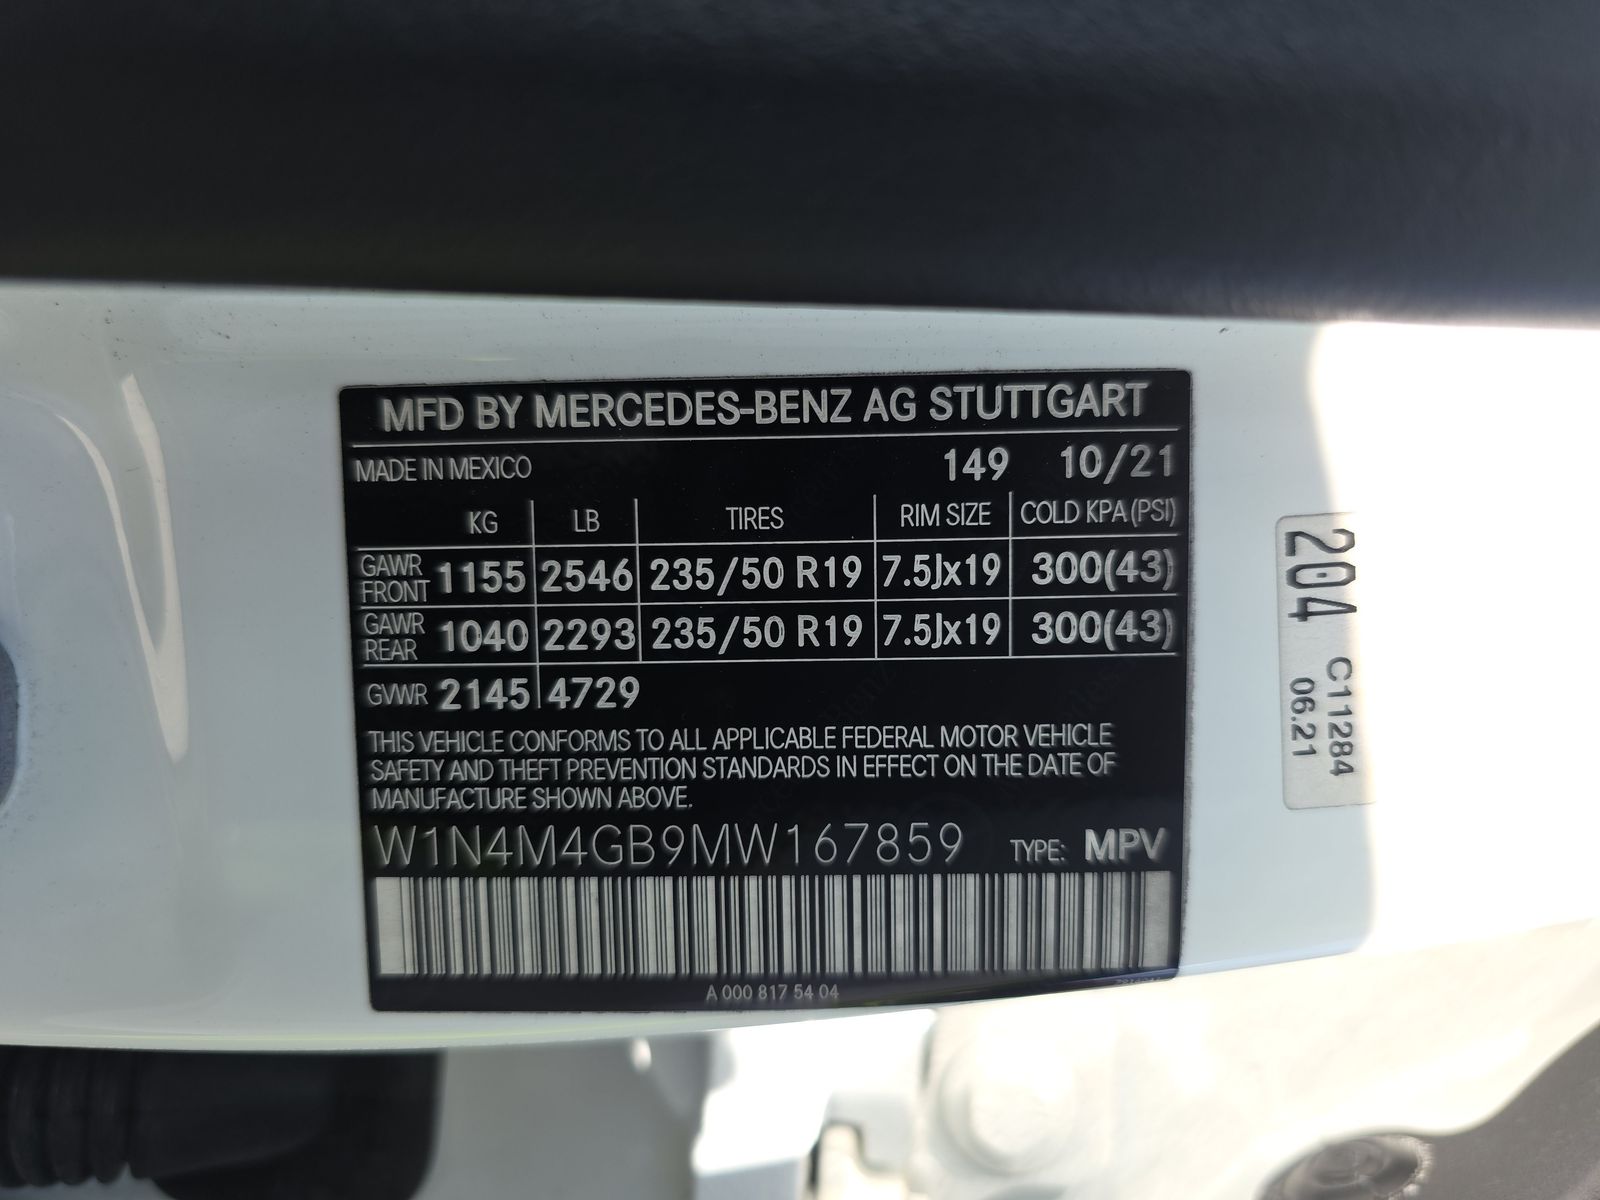 MFD BY MERCEDES-BENZ AG STUTTGART
MADE IN MEXICO 149 10/21
KG LB TIRES RIM SIZE COLD KPA (PSI)
GAWR FRONT 1155 2546 235/50 R19 7.5Jx19 300(43)
GAWR REAR 1040 2293 235/50 R19 7.5Jx19 300(43)
GVWR 2145 4729
THIS VEHICLE CONFORMS TO ALL APPLICABLE FEDERAL MOTOR VEHICLE
SAFETY AND THEFT PREVENTION STANDARDS IN EFFECT ON THE DATE OF
MANUFACTURE SHOWN ABOVE.
W1N4M4GB9MW167859 TYPE: MPV
A 000 817 54 04
204
C111284
06.21